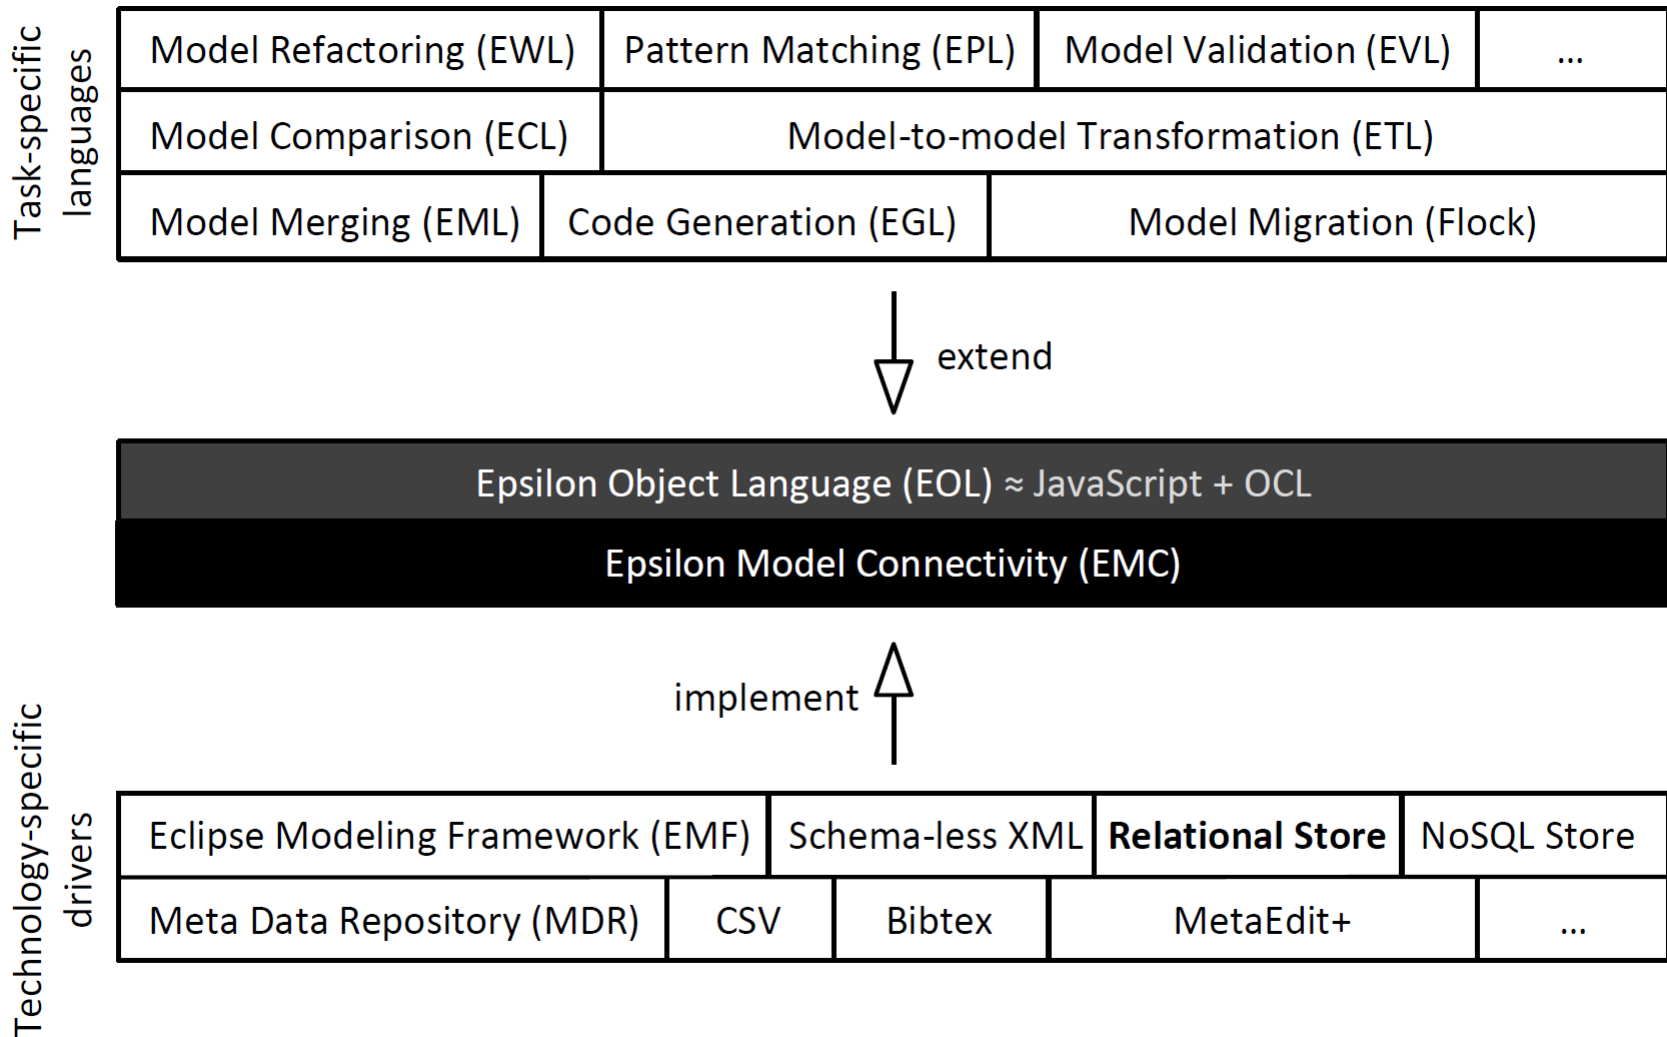 Task-specific
languages
Model Refactoring (EWL) Pattern Matching (EPL) Model Validation (EVL) ...
Model Comparison (ECL) Model-to-model Transformation (ETL)
Model Merging (EML) Code Generation (EGL) Model Migration (Flock)
extend
Epsilon Object Language (EOL) ≈ JavaScript + OCL
Epsilon Model Connectivity (EMC)
implement
Technology-specific
drivers
Eclipse Modeling Framework (EMF) Schema-less XML Relational Store NoSQL Store
Meta Data Repository (MDR) CSV Bibtex MetaEdit+ ...